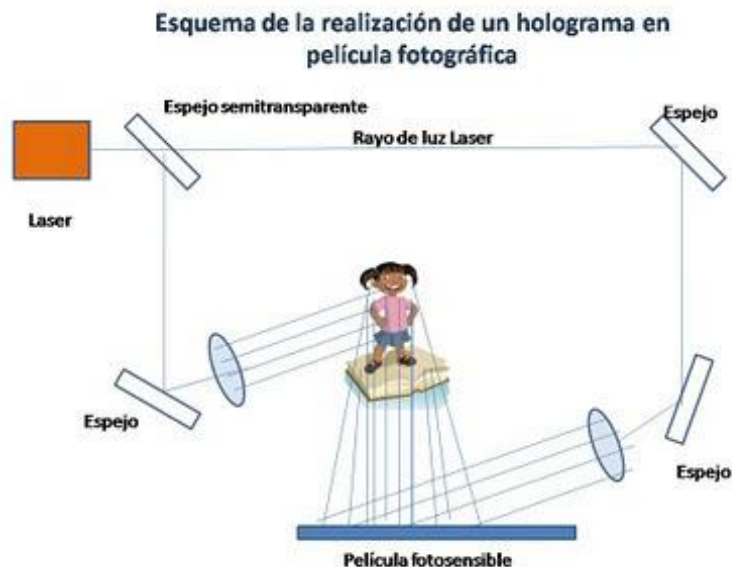 Esquema de la realización de un holograma en
película fotográfica
Espejo semitransparente
Espejo
Rayo de luz Laser
Laser
Espejo
Espejo
Película fotosensible